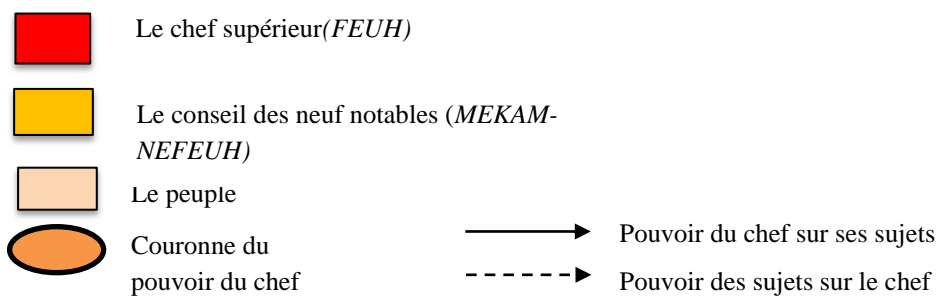 Le chef supérieur(FEUH)
Le conseil des neuf notables (MEKAM-
NEFEUH)
Le peuple
Couronne du
pouvoir du chef
Pouvoir du chef sur ses sujets
Pouvoir des sujets sur le chef